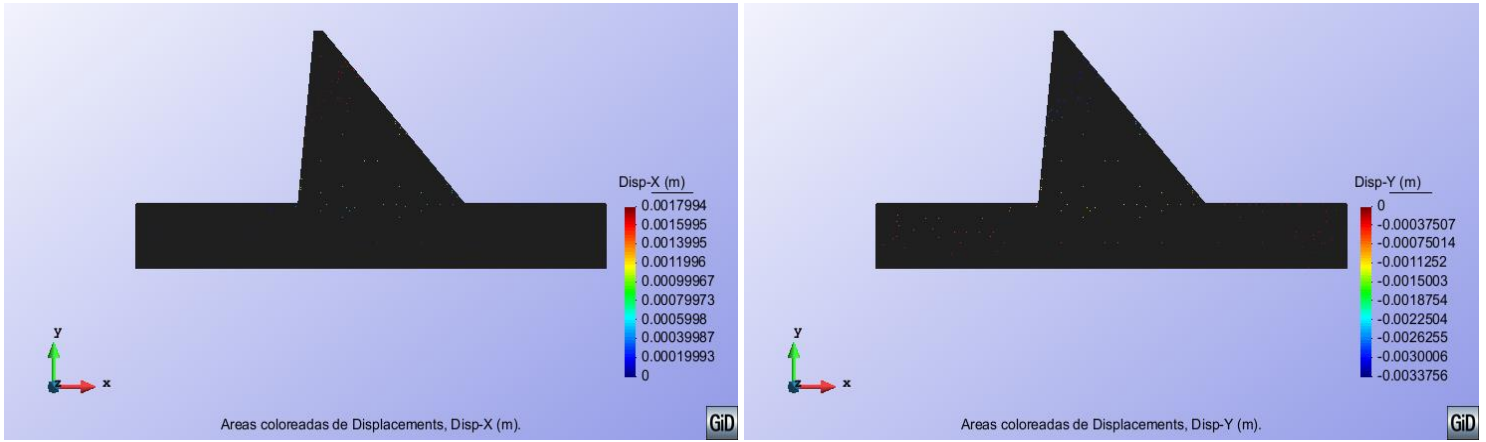 Disp-X (m)
0.0017994
0.0015995
0.0013995
0.0011996
0.00099967
0.00079973
0.0005998
0.00039987
0.00019993
0
y
z
x
Areas coloreadas de Displacements, Disp-X (m).
GiD
Disp-Y (m)
0
-0.00037507
-0.00075014
-0.0011252
-0.0015003
-0.0018754
-0.0022504
-0.0026255
-0.0030006
-0.0033756
y
z
x
Areas coloreadas de Displacements, Disp-Y (m).
GiD